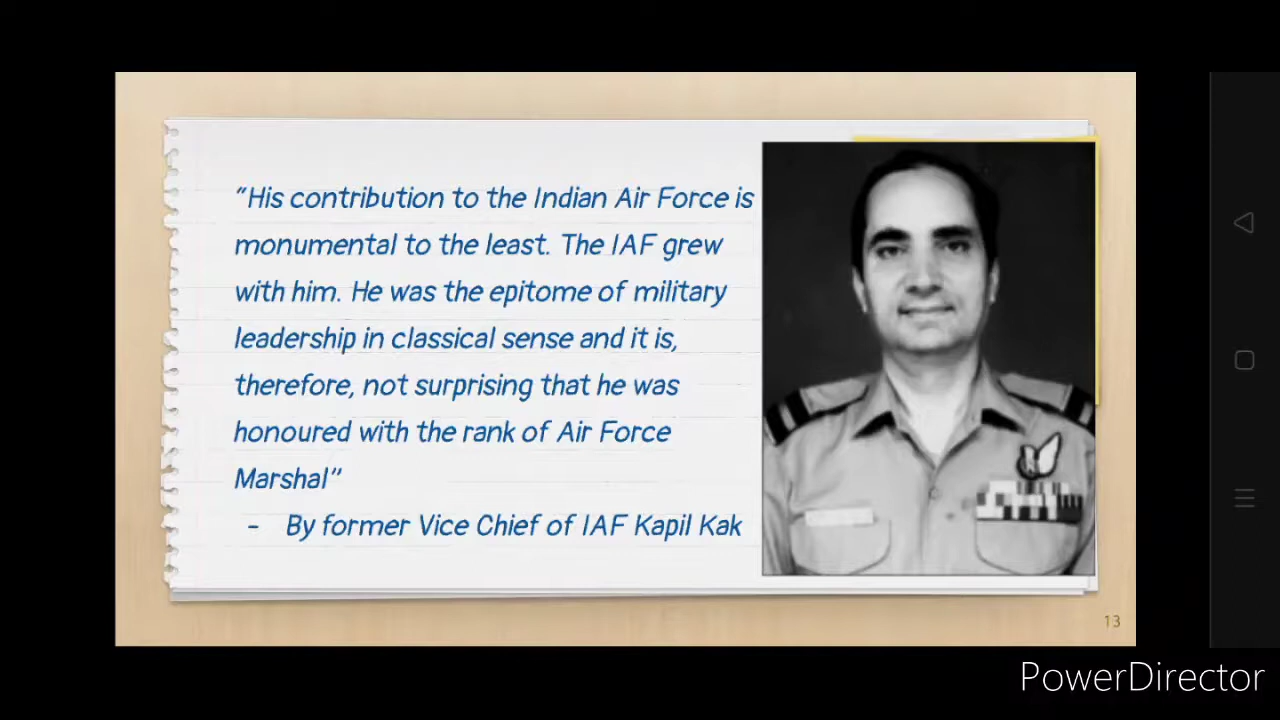 "His contribution to the Indian Air Force is
monumental to the least. The IAF grew
with him. He was the epitome of military
leadership in classical sense and it is,
therefore, not surprising that he was
honoured with the rank of Air Force
Marshal"
- By former Vice Chief of IAF Kapil Kak
13
PowerDirector